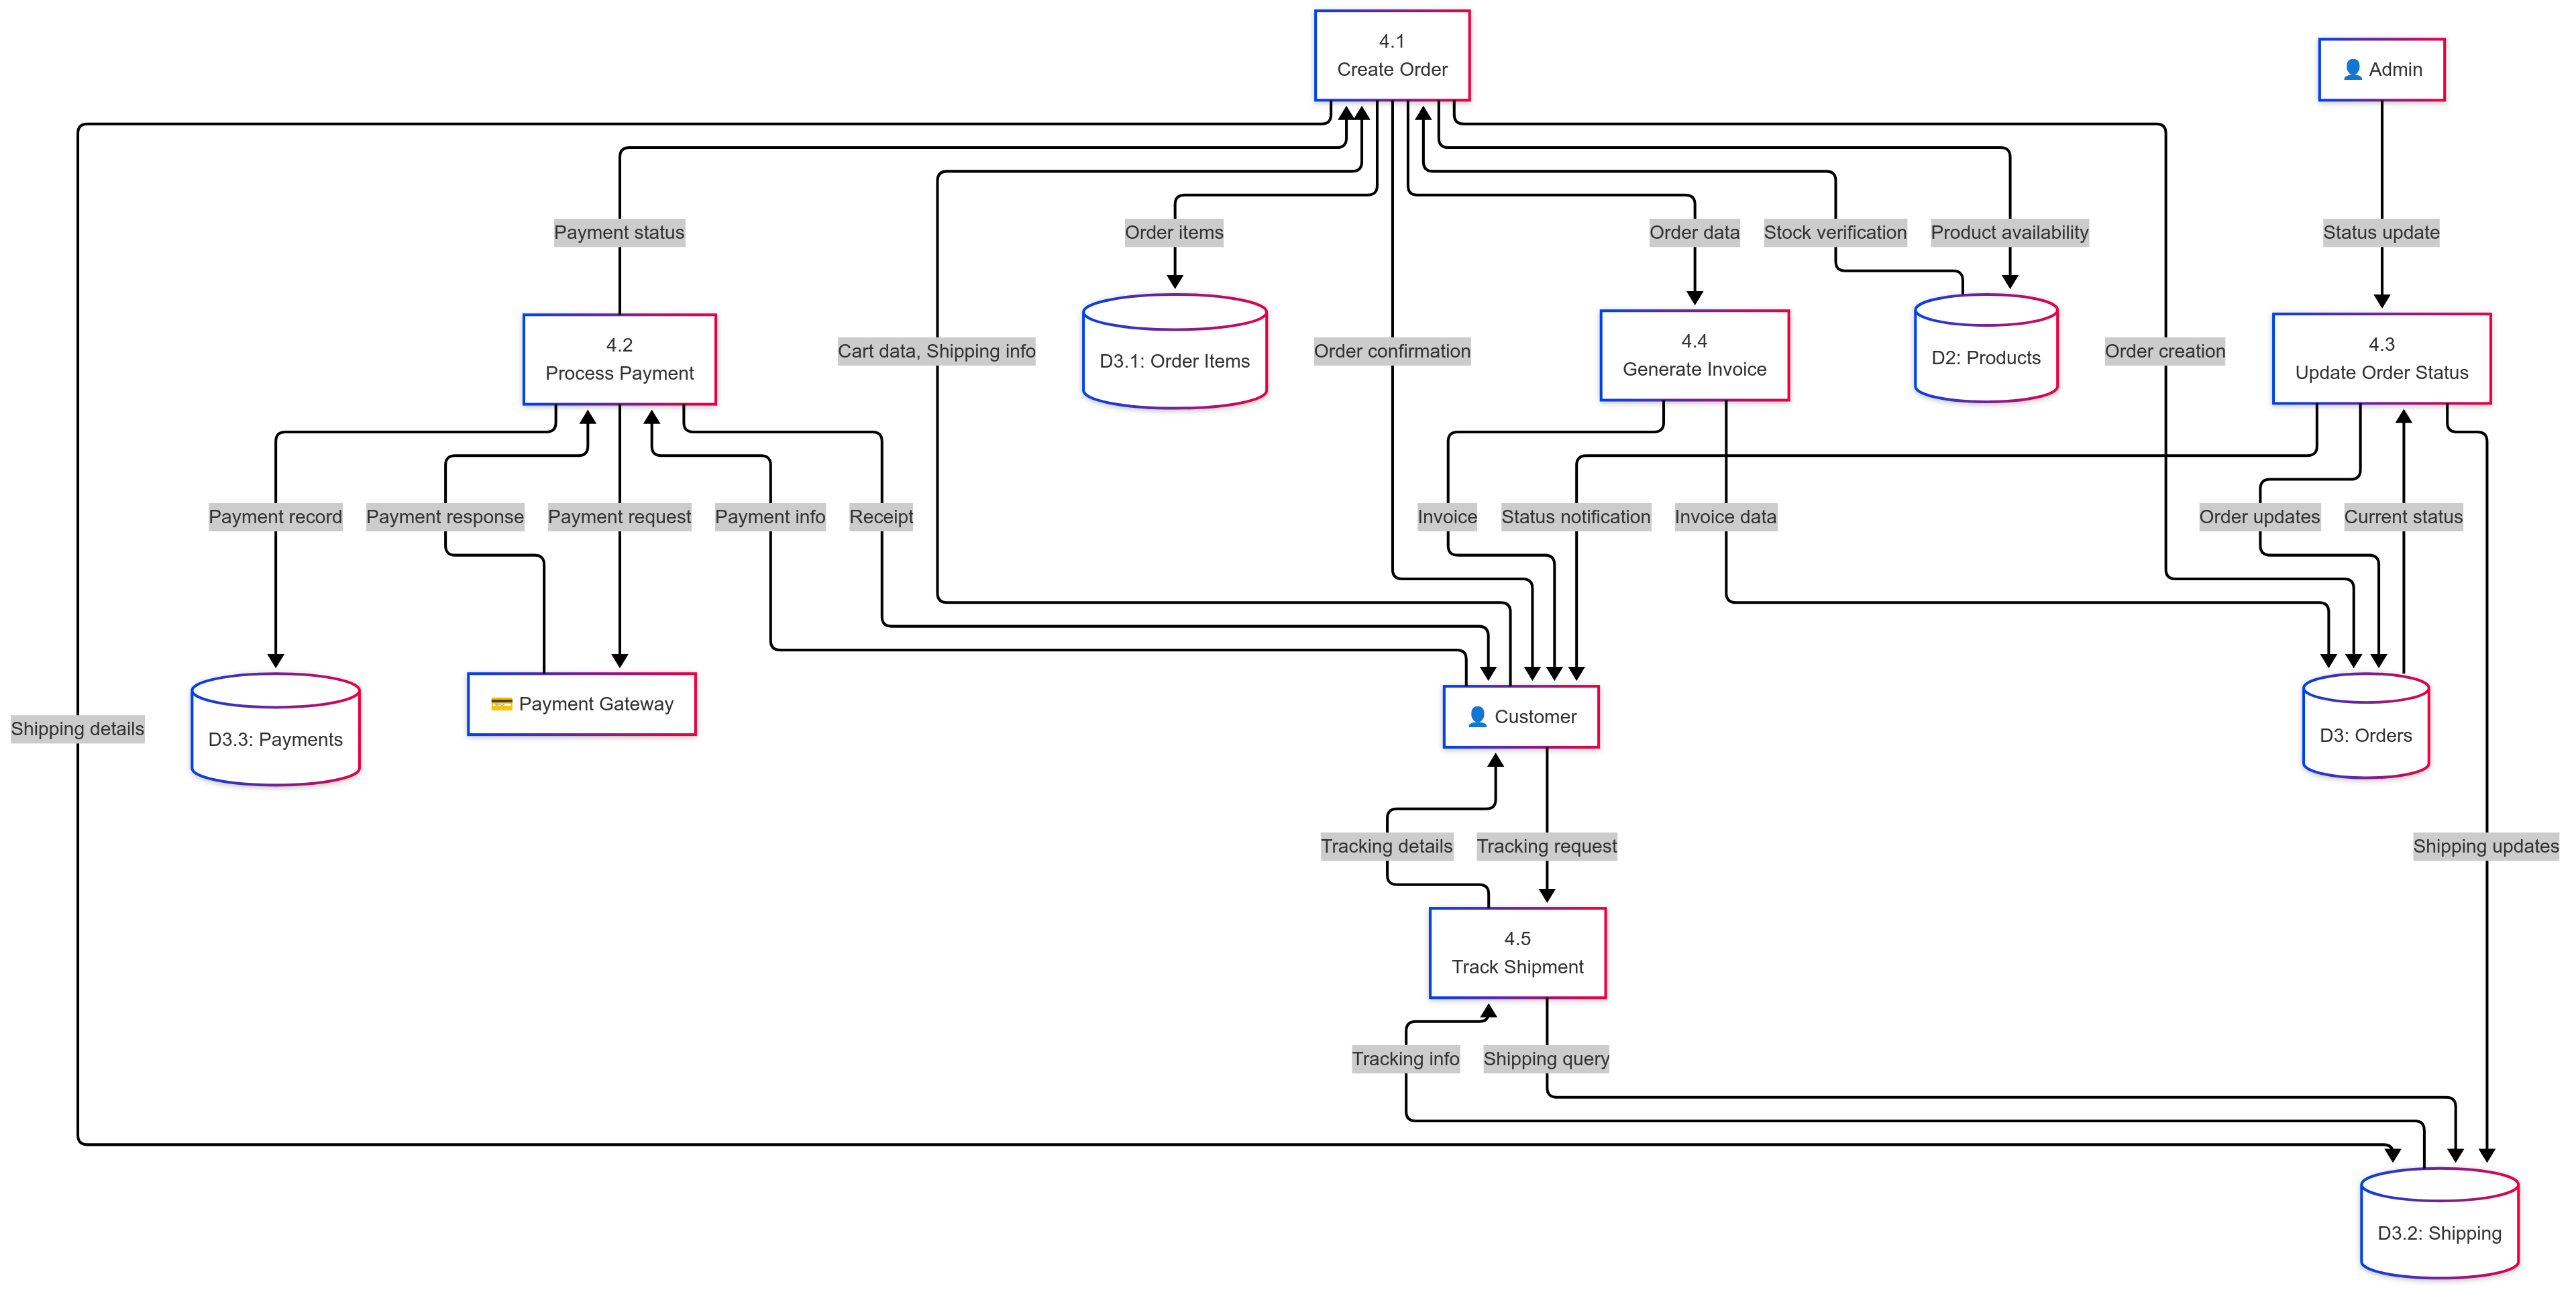 4.1
Create Order
👤 Admin
Payment status
Order items
Order data
Stock verification
Product availability
Status update
4.2
Process Payment
Cart data, Shipping info
D3.1: Order Items
Order confirmation
4.4
Generate Invoice
D2: Products
Order creation
4.3
Update Order Status
Payment record
Payment response
Payment request
Payment info
Receipt
Invoice
Status notification
Invoice data
Order updates
Current status
Shipping details
D3.3: Payments
💳 Payment Gateway
👤 Customer
D3: Orders
Tracking details
Tracking request
Shipping updates
4.5
Track Shipment
Tracking info
Shipping query
D3.2: Shipping